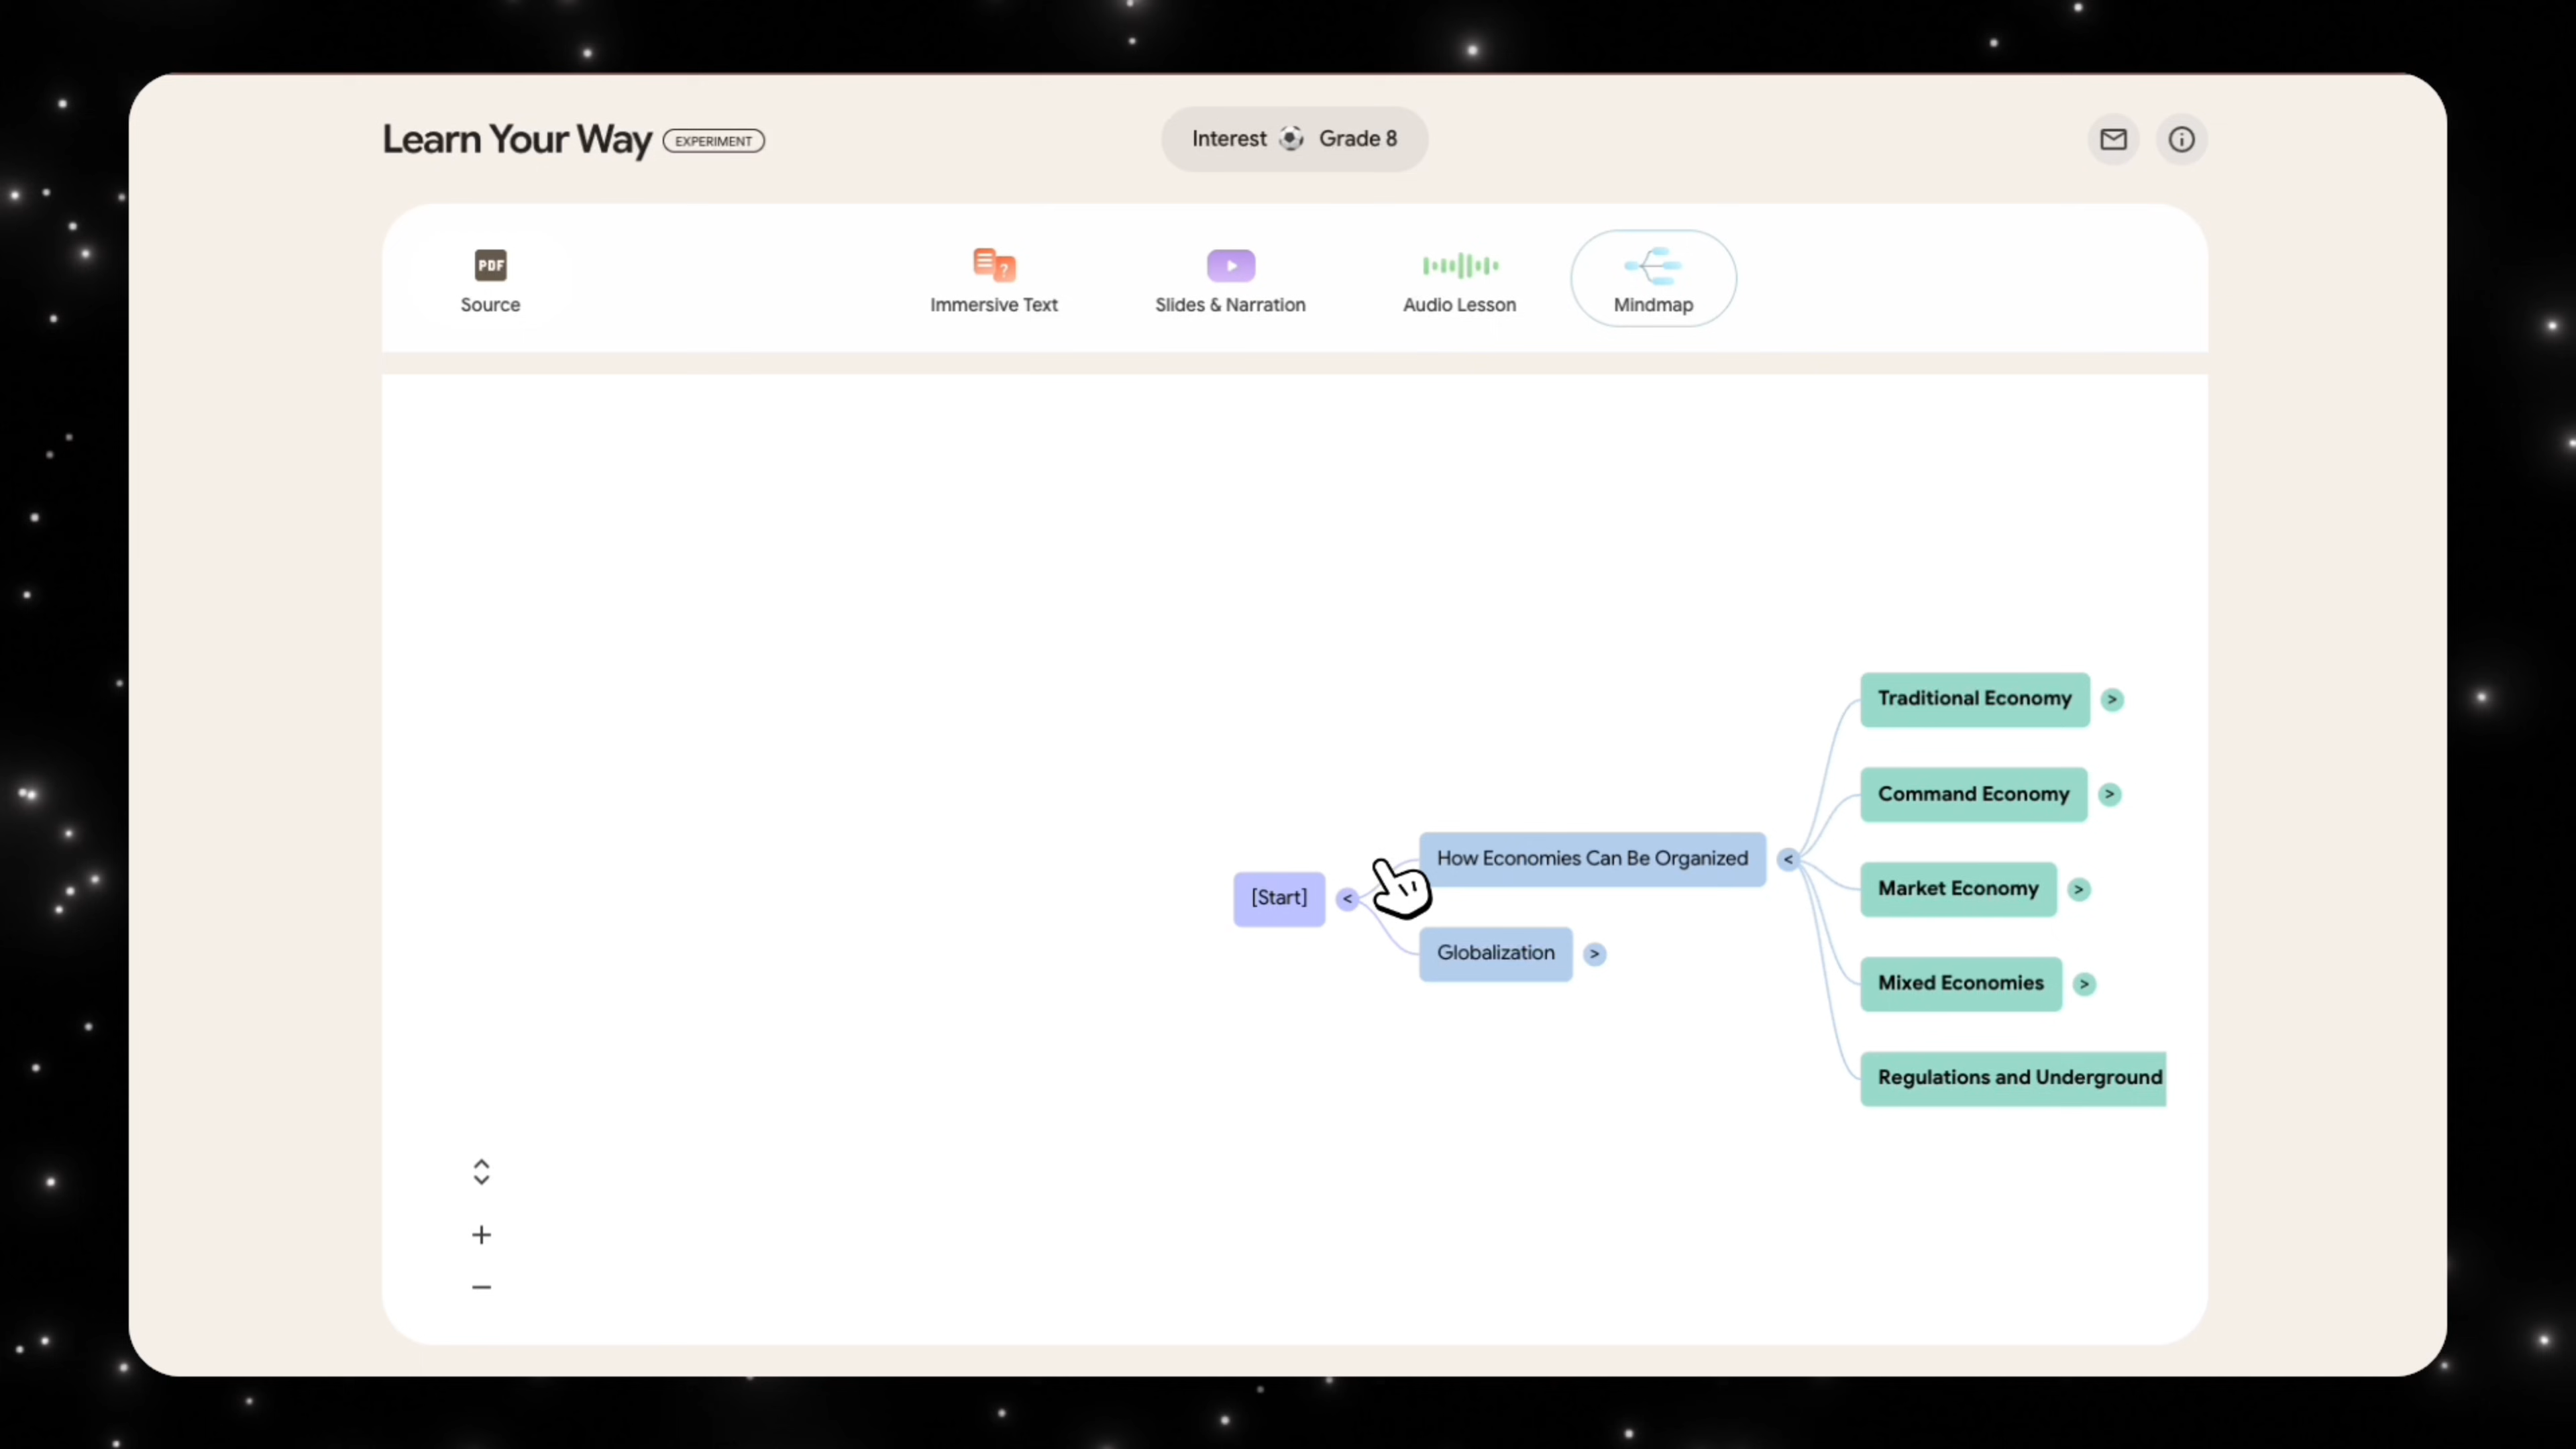 Learn Your Way EXPERIMENT
Interest Grade 8
PDF
Source
Immersive Text
Slides & Narration
Audio Lesson
Mindmap
[Start]
<
How Economies Can Be Organized
<
Globalization
>
Traditional Economy
>
Command Economy
>
Market Economy
>
Mixed Economies
>
Regulations and Underground